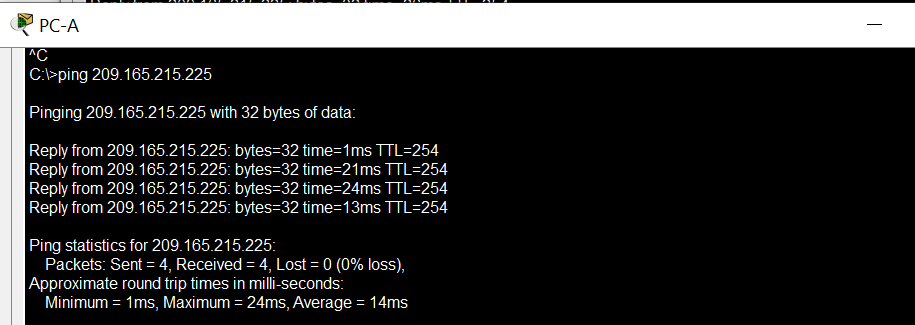 PC-A
^C
C:\>ping 209.165.215.225
Pinging 209.165.215.225 with 32 bytes of data:
Reply from 209.165.215.225: bytes=32 time=1ms TTL=254
Reply from 209.165.215.225: bytes=32 time=21ms TTL=254
Reply from 209.165.215.225: bytes=32 time=24ms TTL=254
Reply from 209.165.215.225: bytes=32 time=13ms TTL=254
Ping statistics for 209.165.215.225:
Packets: Sent = 4, Received = 4, Lost = 0 (0% loss),
Approximate round trip times in milli-seconds:
Minimum = 1ms, Maximum = 24ms, Average = 14ms